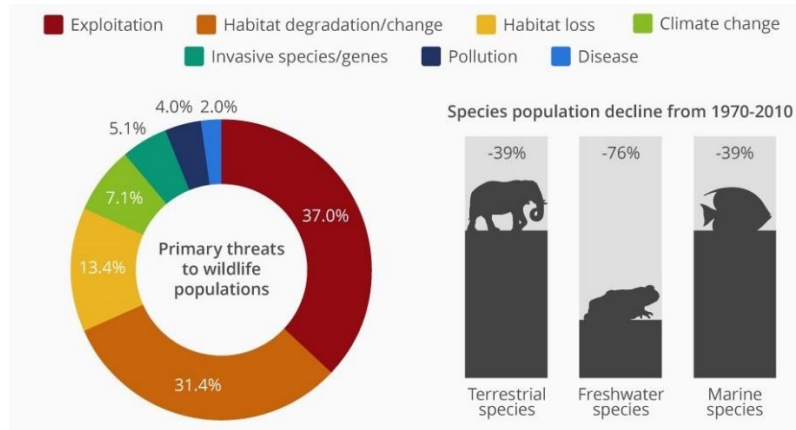 Exploitation Habitat degradation/change Habitat loss Climate change
Invasive species/genes Pollution Disease
4.0% 2.0%
5.1%
7.1%
13.4%
37.0%
31.4%
Primary threats
to wildlife
populations
Species population decline from 1970-2010
-39% -76% -39%
Terrestrial
species
Freshwater
species
Marine
species